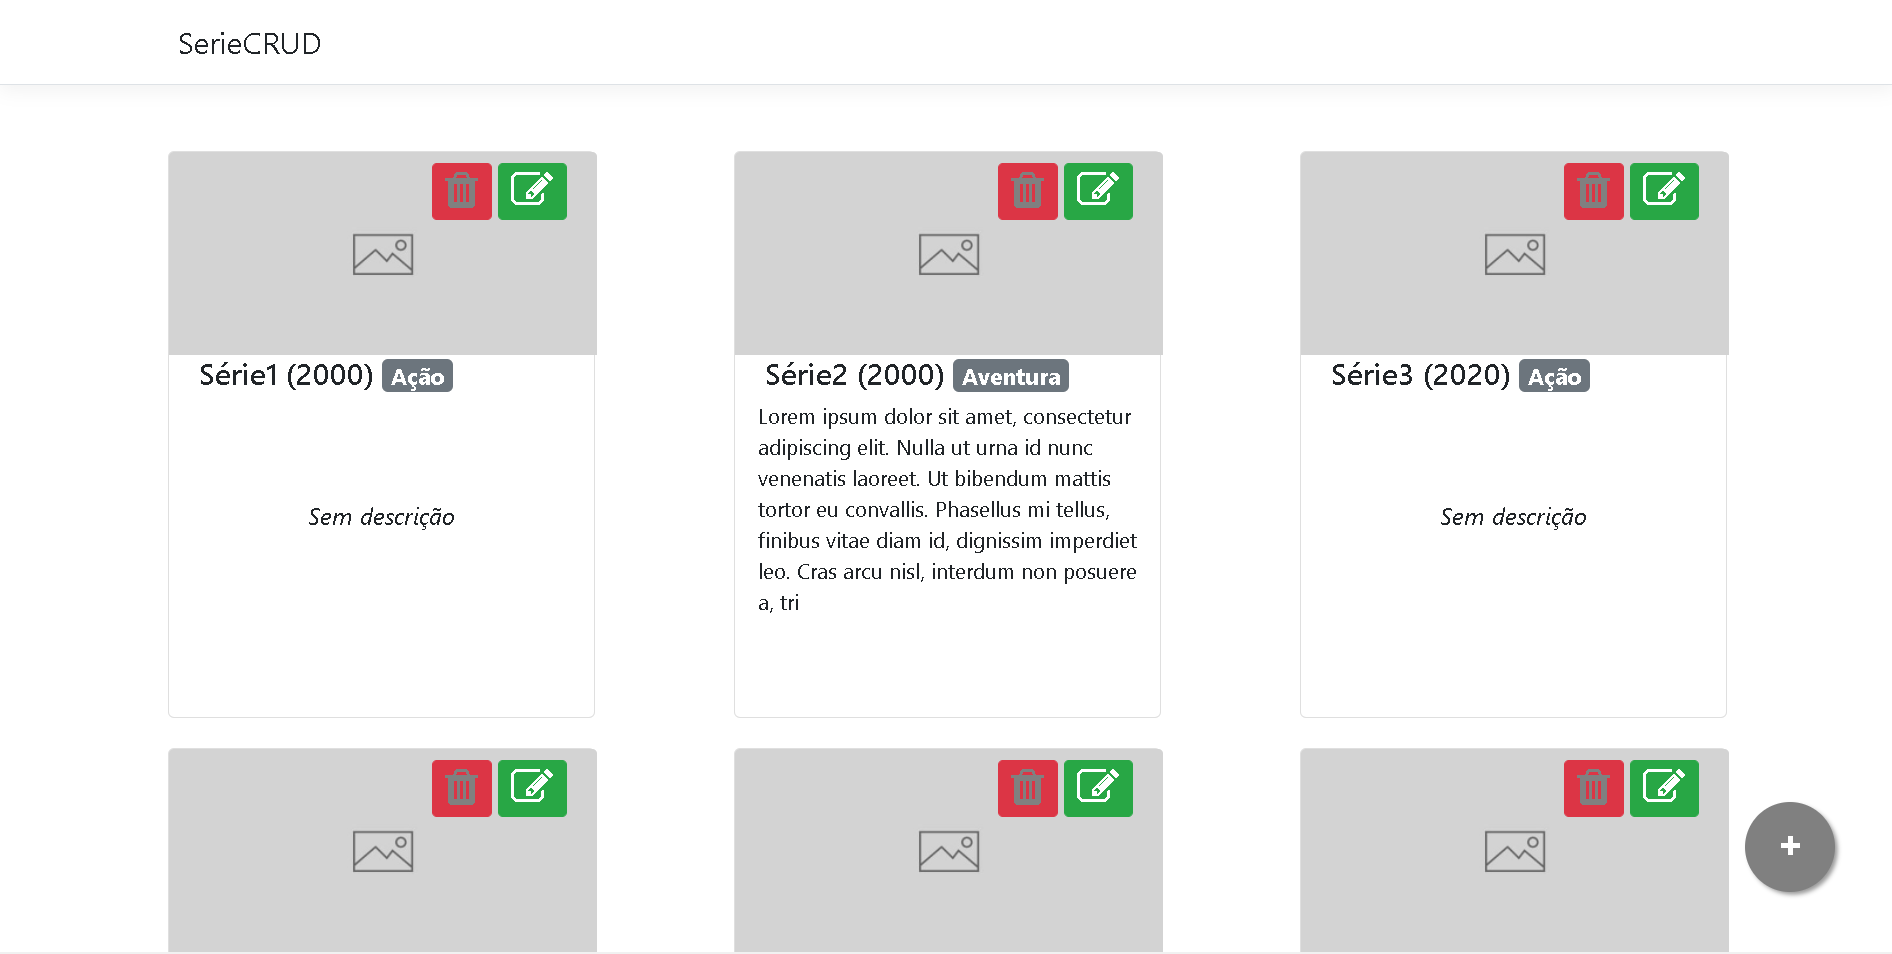 SerieCRUD
Série1 (2000) Ação
Sem descrição
Série2 (2000) Aventura
Lorem ipsum dolor sit amet, consectetur
adipiscing elit. Nulla ut urna id nunc
venenatis laoreet. Ut bibendum mattis
tortor eu convallis. Phasellus mi tellus,
finibus vitae diam id, dignissim imperdiet
leo. Cras arcu nisl, interdum non posuere
a, tri
Série3 (2020) Ação
Sem descrição
+